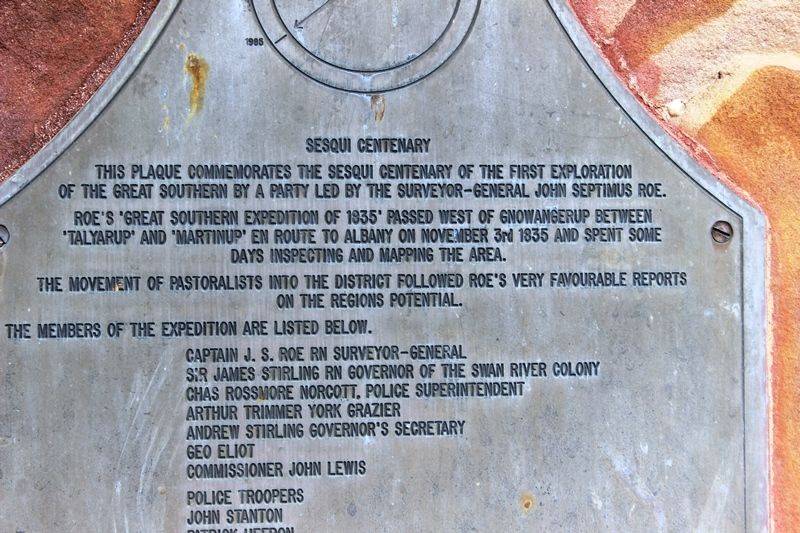 1985
SESQUI CENTENARY
THIS PLAQUE COMMEMORATES THE SESQUI CENTENARY OF THE FIRST EXPLORATION
OF THE GREAT SOUTHERN BY A PARTY LED BY THE SURVEYOR-GENERAL JOHN SEPTIMUS ROE.
ROE'S 'GREAT SOUTHERN EXPEDITION OF 1835' PASSED WEST OF GNOWANGERUP BETWEEN
'TALYARUP' AND 'MARTINUP' EN ROUTE TO ALBANY ON NOVEMBER 3rd 1835 AND SPENT SOME
DAYS INSPECTING AND MAPPING THE AREA.
THE MOVEMENT OF PASTORALISTS INTO THE DISTRICT FOLLOWED ROE'S VERY FAVOURABLE REPORTS
ON THE REGIONS POTENTIAL.
THE MEMBERS OF THE EXPEDITION ARE LISTED BELOW.
CAPTAIN J. S. ROE RN SURVEYOR-GENERAL
SIR JAMES STIRLING RN GOVERNOR OF THE SWAN RIVER COLONY
CHAS ROSSMORE NORCOTT, POLICE SUPERINTENDENT
ARTHUR TRIMMER YORK GRAZIER
ANDREW STIRLING GOVERNOR'S SECRETARY
GEO ELIOT
COMMISSIONER JOHN LEWIS
POLICE TROOPERS
JOHN STANTON
PATRICK